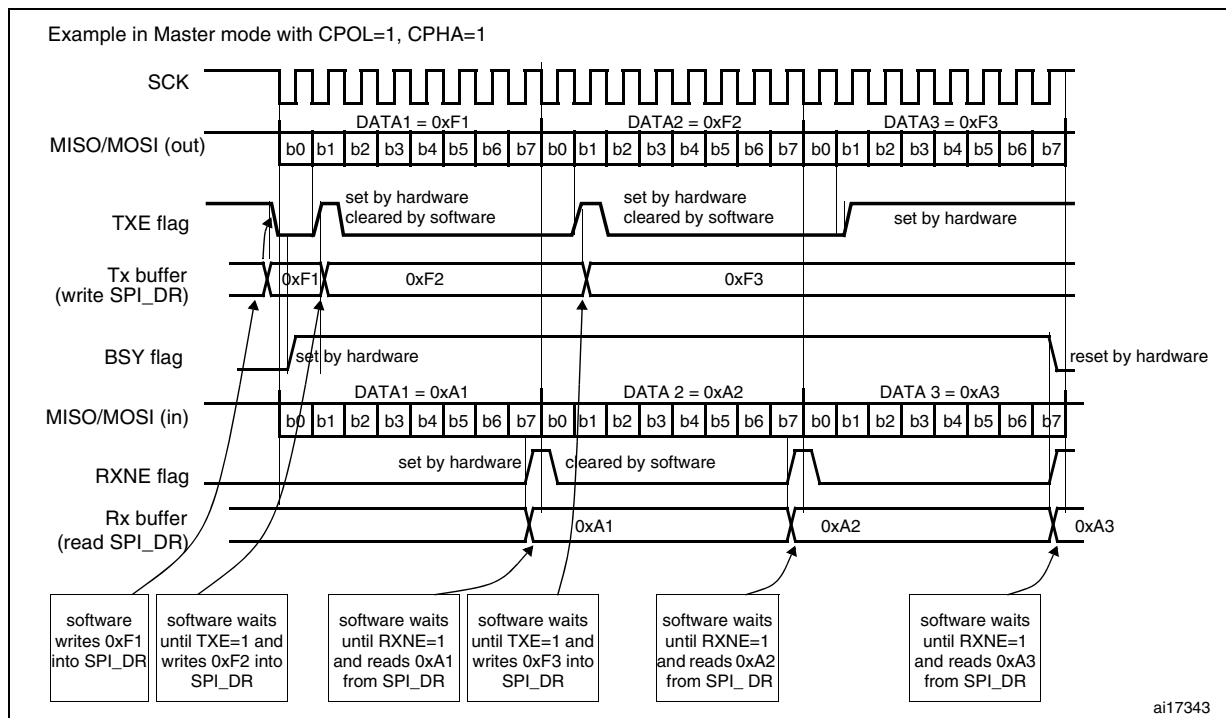 Example in Master mode with CPOL=1, CPHA=1
SCK
DATA1 = 0xF1 DATA2 = 0xF2 DATA3 = 0xF3
MISO/MOSI (out) b0 b1 b2 b3 b4 b5 b6 b7 b0 b1 b2 b3 b4 b5 b6 b7 b0 b1 b2 b3 b4 b5 b6 b7
set by hardware
cleared by software
set by hardware
cleared by software
TXE flag
set by hardware
Tx buffer
(write SPI_DR)
0xF1 0xF2 0xF3
BSY flag
set by hardware
reset by hardware
DATA1 = 0xA1 DATA 2 = 0xA2 DATA 3 = 0xA3
MISO/MOSI (in) b0 b1 b2 b3 b4 b5 b6 b7 b0 b1 b2 b3 b4 b5 b6 b7 b0 b1 b2 b3 b4 b5 b6 b7
RXNE flag
set by hardware
cleared by software
Rx buffer
(read SPI_DR)
0xA1 0xA2 0xA3
software
writes 0xF1
into SPI_DR
software waits
until TXE=1 and
writes 0xF2 into
SPI_DR
software waits
until RXNE=1
and reads 0xA1
from SPI_DR
software waits
until TXE=1 and
writes 0xF3 into
SPI_DR
software waits
until RXNE=1
and reads 0xA2
from SPI_ DR
software waits
until RXNE=1
and reads 0xA3
from SPI_DR
ai17343